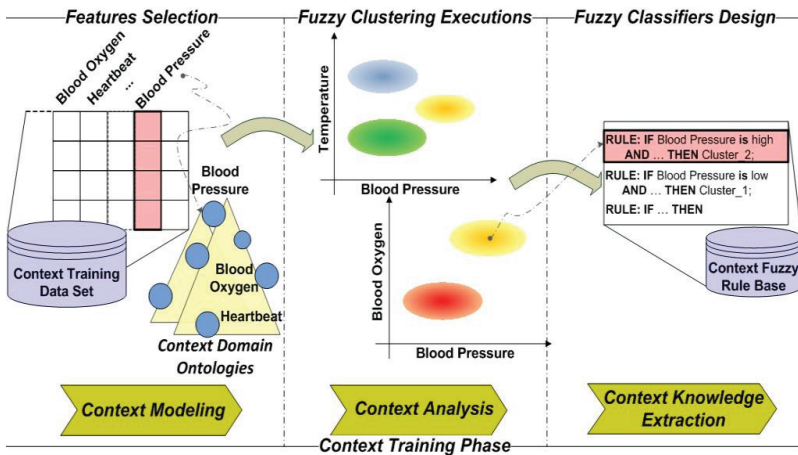 Features Selection
Fuzzy Clustering Executions
Fuzzy Classifiers Design
Blood Oxygen
Heartbeat
...
Blood Pressure
Context Training
Data Set
Blood
Pressure
Blood
Oxygen
Heartbeat
Context Domain
Ontologies
Temperature
Blood Pressure
Blood Oxygen
Blood Pressure
RULE: IF Blood Pressure is high
AND ... THEN Cluster_2;
RULE: IF Blood Pressure is low
AND ... THEN Cluster_1;
RULE: IF ... THEN
Context Fuzzy
Rule Base
Context Modeling
Context Analysis
Context Knowledge
Extraction
Context Training Phase